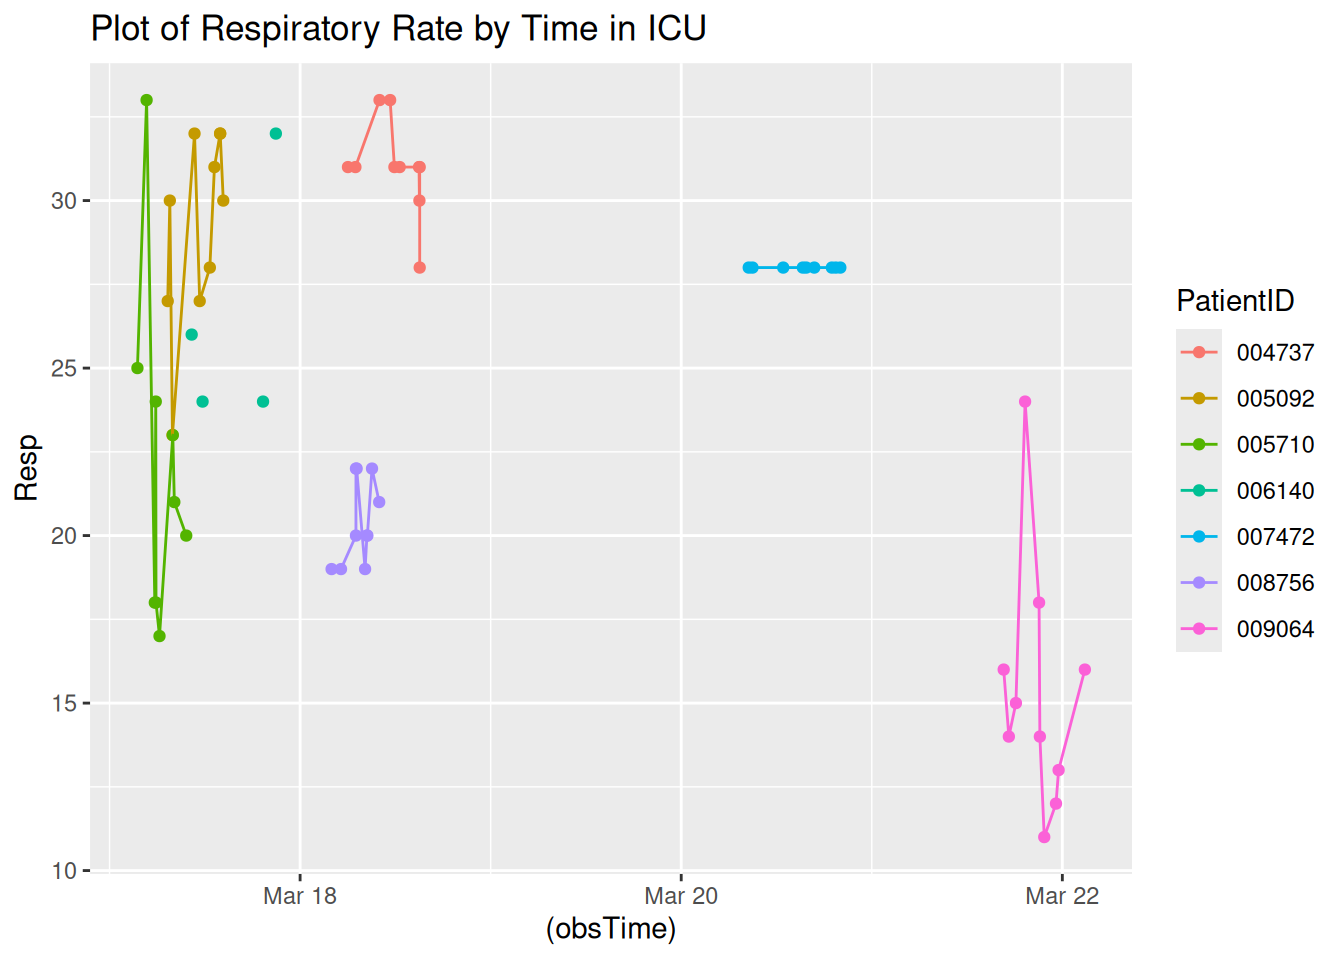 Plot of Respiratory Rate by Time in ICU
Resp
30
25
20
15
10
Mar 18
Mar 20
Mar 22
(obsTime)
PatientID
004737
005092
005710
006140
007472
008756
009064